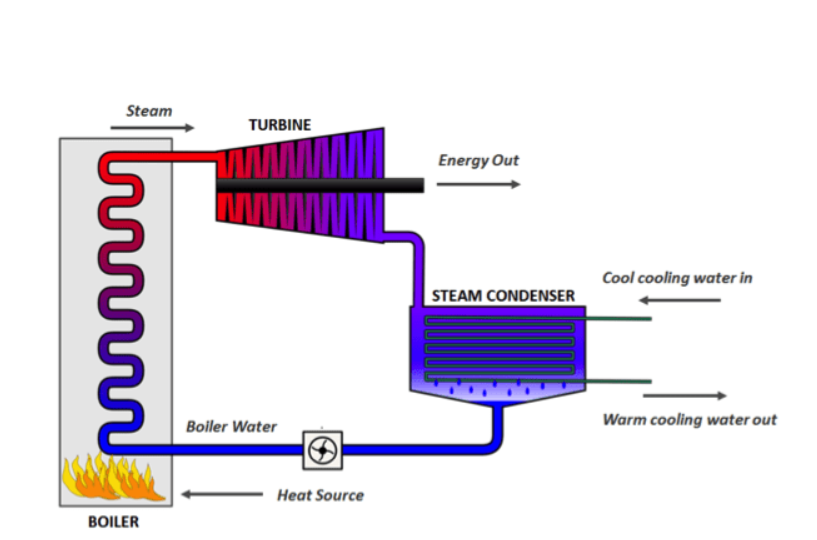 Steam
TURBINE
Energy Out
Cool cooling water in
STEAM CONDENSER
Warm cooling water out
Boiler Water
Heat Source
BOILER